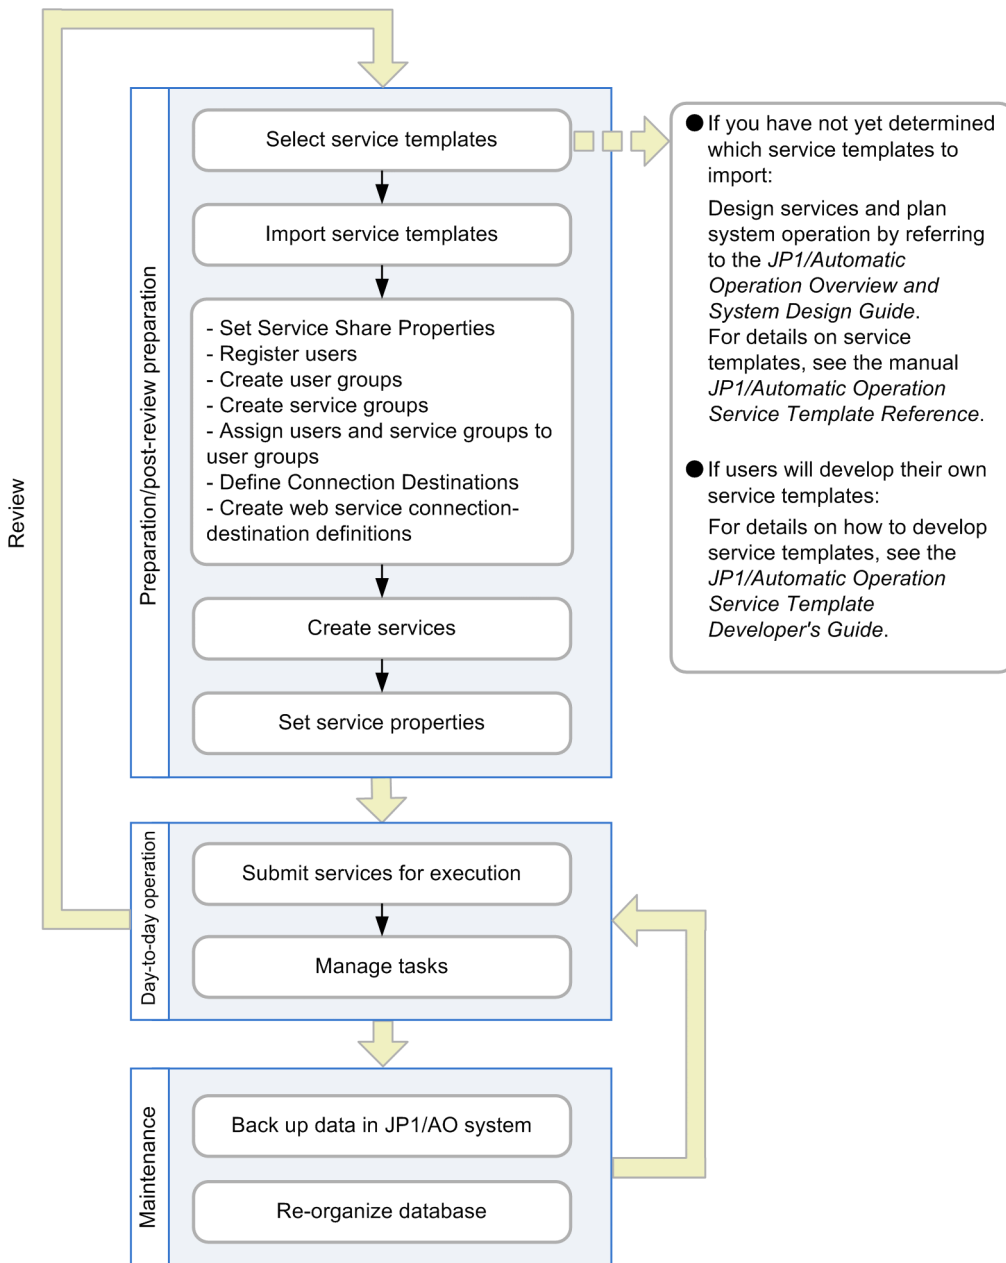 Review
Preparation/post-review preparation
Select service templates
Import service templates
- Set Service Share Properties
- Register users
- Create user groups
- Create service groups
- Assign users and service groups to
user groups
- Define Connection Destinations
- Create web service connection-
destination definitions
Create services
Set service properties
● If you have not yet determined
which service templates to
import:
Design services and plan
system operation by referring
to the JP1/Automatic
Operation Overview and
System Design Guide.
For details on service
templates, see the manual
JP1/Automatic Operation
Service Template Reference.
● If users will develop their own
service templates:
For details on how to develop
service templates, see the
JP1/Automatic Operation
Service Template
Developer's Guide.
Day-to-day operation
Submit services for execution
Manage tasks
Maintenance
Back up data in JP1/AO system
Re-organize database